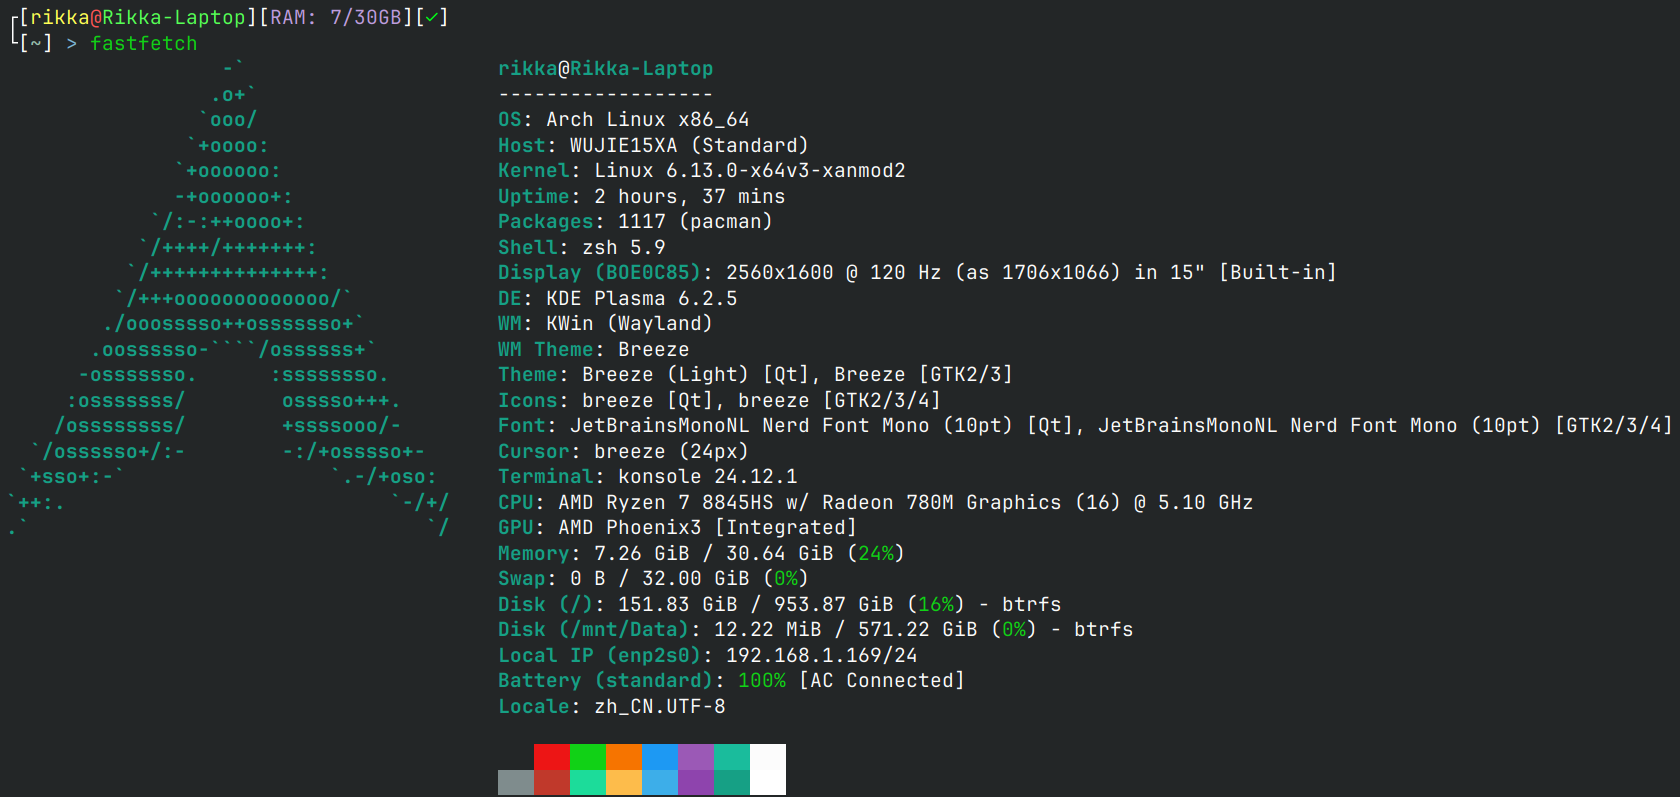 ┌[rikka@Rikka-Laptop][RAM: 7/30GB][✓]
└[~] > fastfetch
                  -`                     rikka@Rikka-Laptop
                 .o+`                    ------------------
                `ooo/                    OS: Arch Linux x86_64
               `+oooo:                   Host: WUJIE15XA (Standard)
              `+oooooo:                  Kernel: Linux 6.13.0-x64v3-xanmod2
              -+oooooo+:                 Uptime: 2 hours, 37 mins
            `/:-:++oooo+:                Packages: 1117 (pacman)
           `/++++/+++++++:               Shell: zsh 5.9
          `/++++++++++++++:              Display (BOE0C85): 2560x1600 @ 120 Hz (as 1706x1066) in 15" [Built-in]
         `/+++ooooooooooooo/`            DE: KDE Plasma 6.2.5
        ./ooosssso++osssssso+`           WM: KWin (Wayland)
       .oossssso-````/ossssss+`          WM Theme: Breeze
      -osssssso.      :ssssssso.         Theme: Breeze (Light) [Qt], Breeze [GTK2/3]
     :osssssss/        osssso+++.        Icons: breeze [Qt], breeze [GTK2/3/4]
    /ossssssss/        +ssssooo/-        Font: JetBrainsMonoNL Nerd Font Mono (10pt) [Qt], JetBrainsMonoNL Nerd Font Mono (10pt) [GTK2/3/4]
  `/ossssso+/:-        -:/+osssso+-      Cursor: breeze (24px)
 `+sso+:-`                 `.-/+oso:     Terminal: konsole 24.12.1
`++:.                           `-/+/    CPU: AMD Ryzen 7 8845HS w/ Radeon 780M Graphics (16) @ 5.10 GHz
.`                                 `/    GPU: AMD Phoenix3 [Integrated]
Memory: 7.26 GiB / 30.64 GiB (24%)
Swap: 0 B / 32.00 GiB (0%)
Disk (/): 151.83 GiB / 953.87 GiB (16%) - btrfs
Disk (/mnt/Data): 12.22 MiB / 571.22 GiB (0%) - btrfs
Local IP (enp2s0): 192.168.1.169/24
Battery (standard): 100% [AC Connected]
Locale: zh_CN.UTF-8